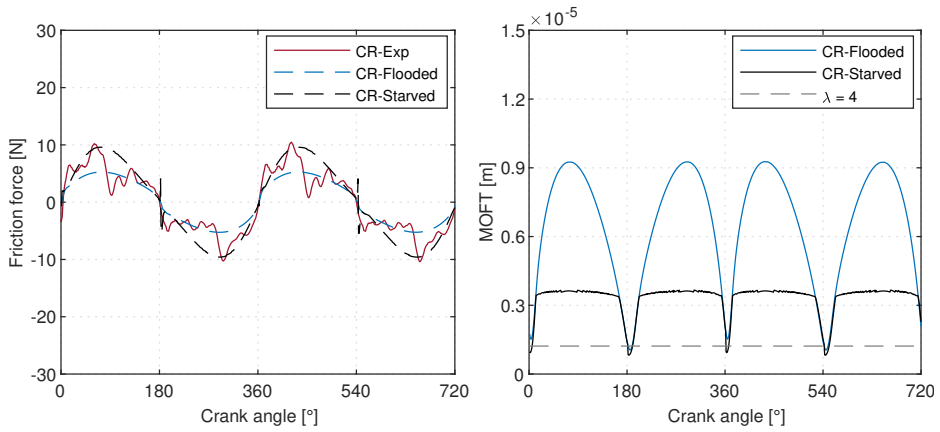 30
20
10
0
-10
-20
-30
0
180
360
540
720
Friction force [N]
Crank angle [°]
CR-Exp
CR-Flooded
CR-Starved
×10-5
1.5
1.2
0.9
0.6
0.3
0
0
180
360
540
720
MOFT [m]
Crank angle [°]
CR-Flooded
CR-Starved
λ = 4